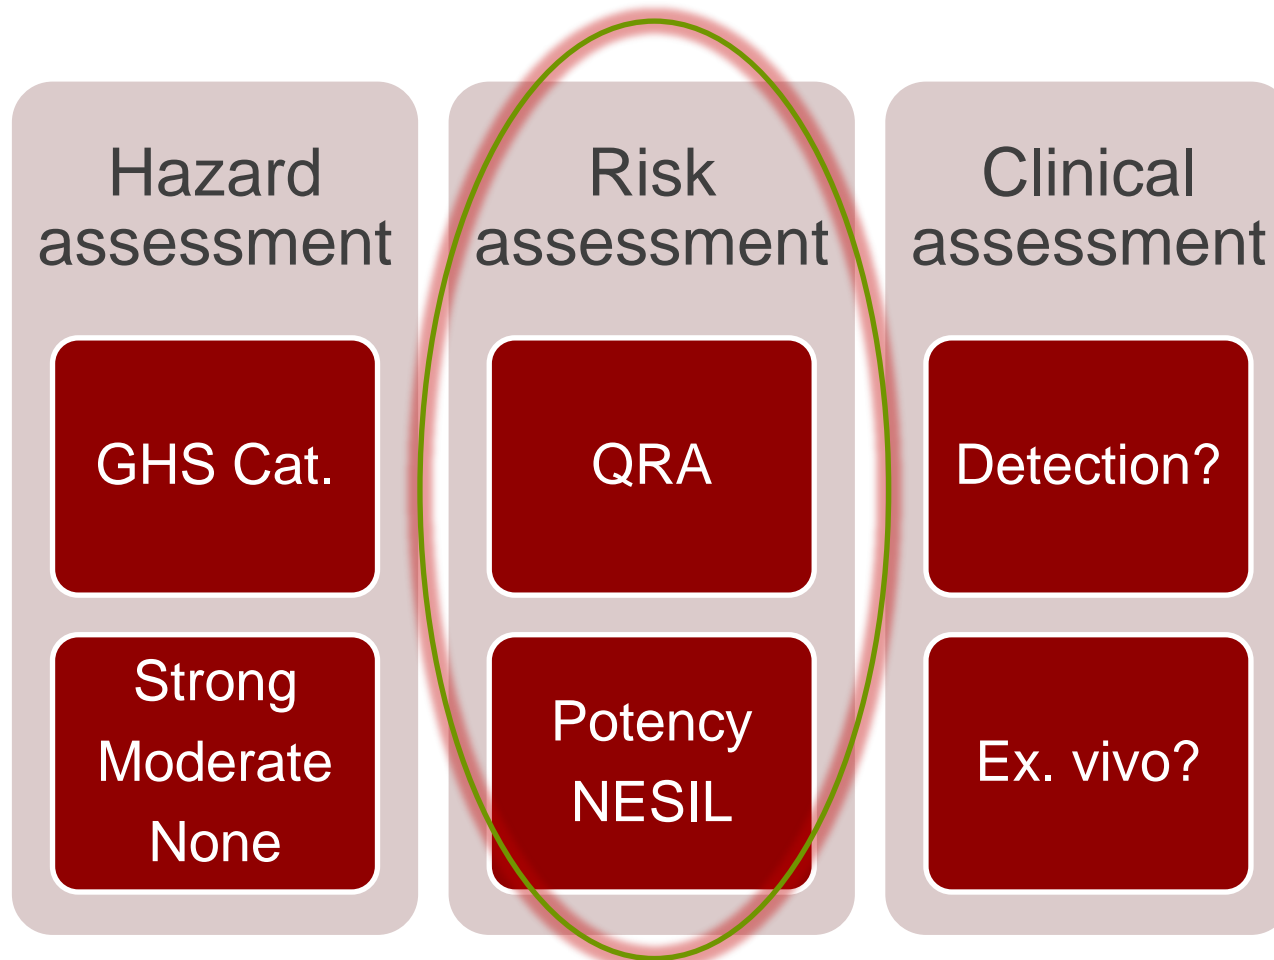 Hazard
assessment
GHS Cat.
Strong
Moderate
None
Risk
assessment
QRA
Potency
NESIL
Clinical
assessment
Detection?
Ex. vivo?